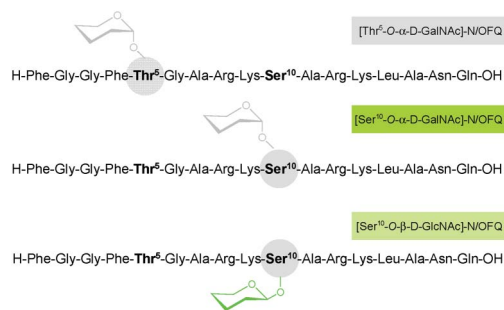 [Thr⁵-O-α-D-GalNAc]-N/OFQ
O
O
H-Phe-Gly-Gly-Phe-Thr⁵-Gly-Ala-Arg-Lys-Ser¹⁰-Ala-Arg-Lys-Leu-Ala-Asn-Gln-OH
[Ser¹⁰-O-α-D-GalNAc]-N/OFQ
O
O
H-Phe-Gly-Gly-Phe-Thr⁵-Gly-Ala-Arg-Lys-Ser¹⁰-Ala-Arg-Lys-Leu-Ala-Asn-Gln-OH
[Ser¹⁰-O-β-D-GlcNAc]-N/OFQ
H-Phe-Gly-Gly-Phe-Thr⁵-Gly-Ala-Arg-Lys-Ser¹⁰-Ala-Arg-Lys-Leu-Ala-Asn-Gln-OH
O
O